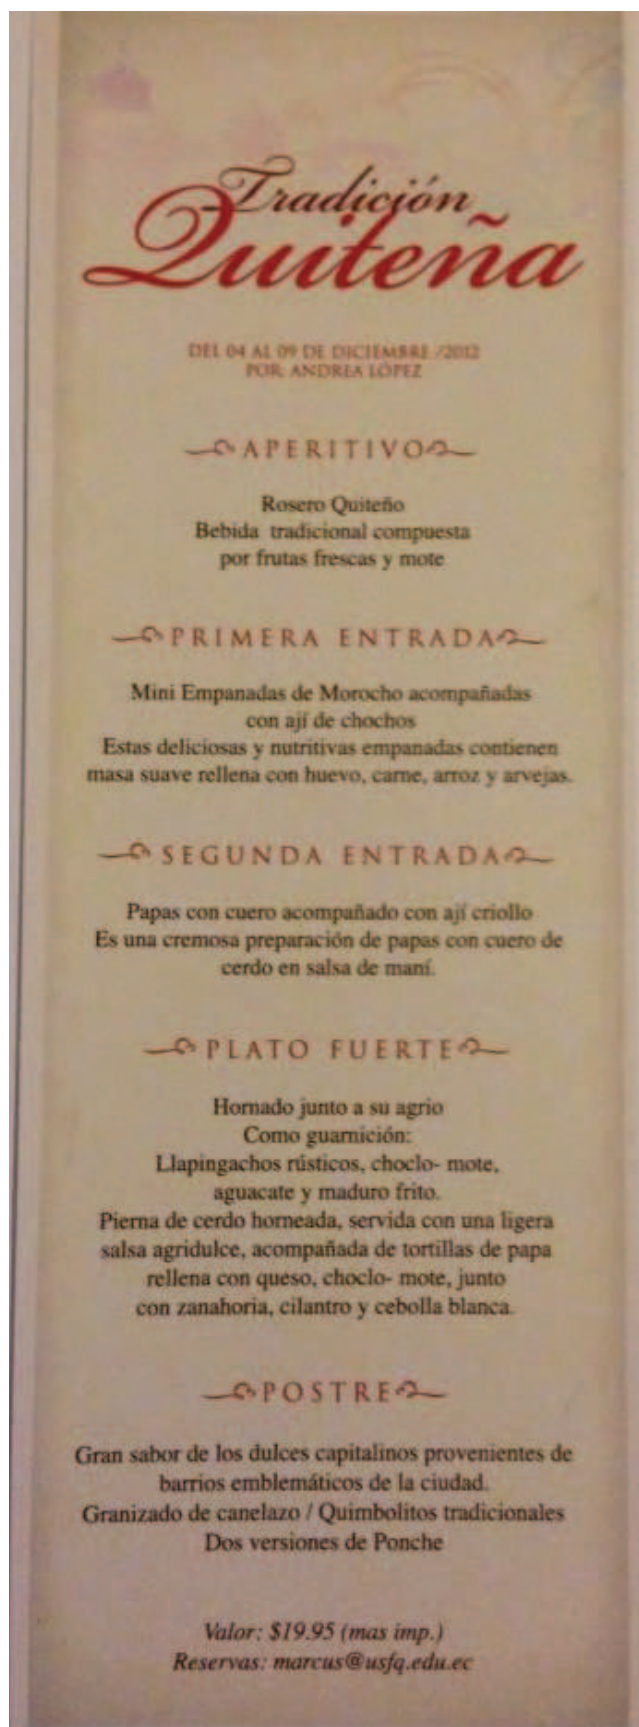 Tradición
Quiteña
DEL 04 AL 09 DE DICIEMBRE /2012
POR: ANDREA LÓPEZ
APERITIVO
Rosero Quiteño
Bebida tradicional compuesta
por frutas frescas y mote
PRIMERA ENTRADA
Mini Empanadas de Morocho acompañadas
con ají de chochos
Estas deliciosas y nutritivas empanadas contienen
masa suave rellena con huevo, carne, arroz y arvejas.
SEGUNDA ENTRADA
Papas con cuero acompañado con ají criollo
Es una cremosa preparación de papas con cuero de
cerdo en salsa de maní.
PLATO FUERTE
Hornado junto a su agrio
Como guarnición:
Llapingachos rústicos, choclo- mote,
aguacate y maduro frito.
Pierna de cerdo horneada, servida con una ligera
salsa agridulce, acompañada de tortillas de papa
rellena con queso, choclo- mote, junto
con zanahoria, cilantro y cebolla blanca.
POSTRE
Gran sabor de los dulces capitalinos provenientes de
barrios emblemáticos de la ciudad.
Granizado de canelazo / Quimbolitos tradicionales
Dos versiones de Ponche
Valor: $19.95 (mas imp.)
Reservas: marcus@usfq.edu.ec